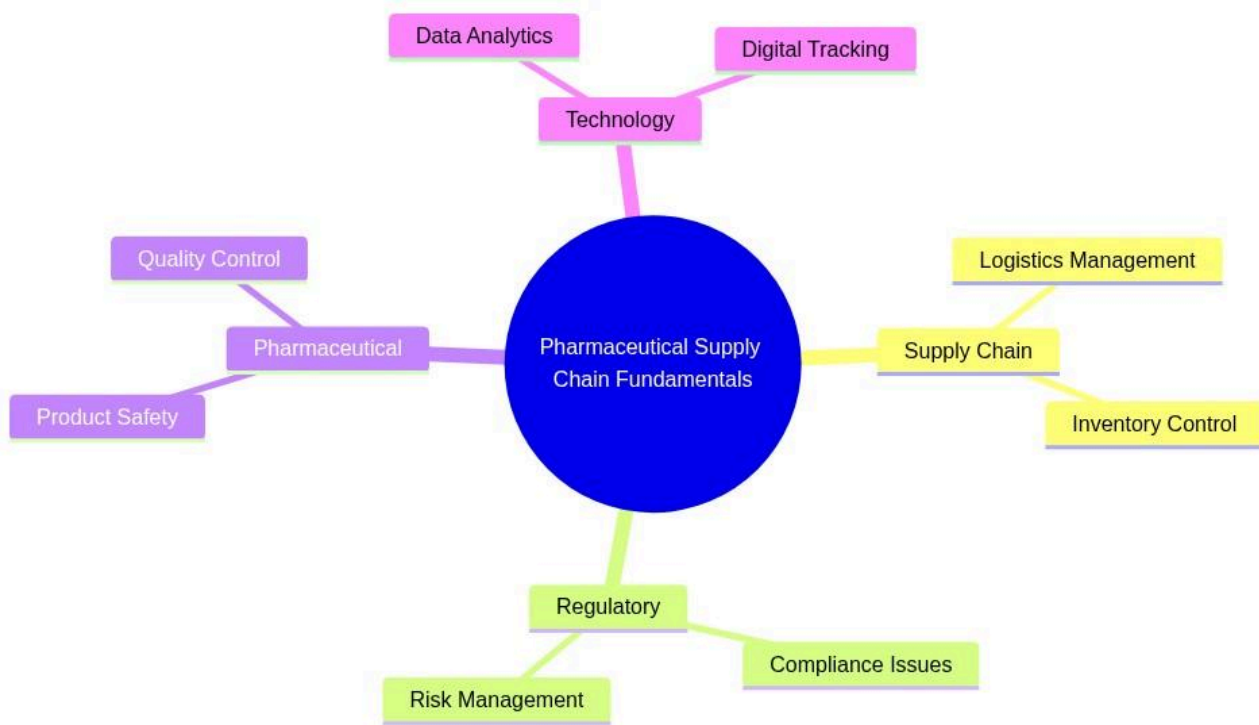 Data Analytics
Digital Tracking
Technology
Quality Control
Logistics Management
Pharmaceutical
Pharmaceutical Supply
Chain Fundamentals
Supply Chain
Product Safety
Inventory Control
Regulatory
Compliance Issues
Risk Management